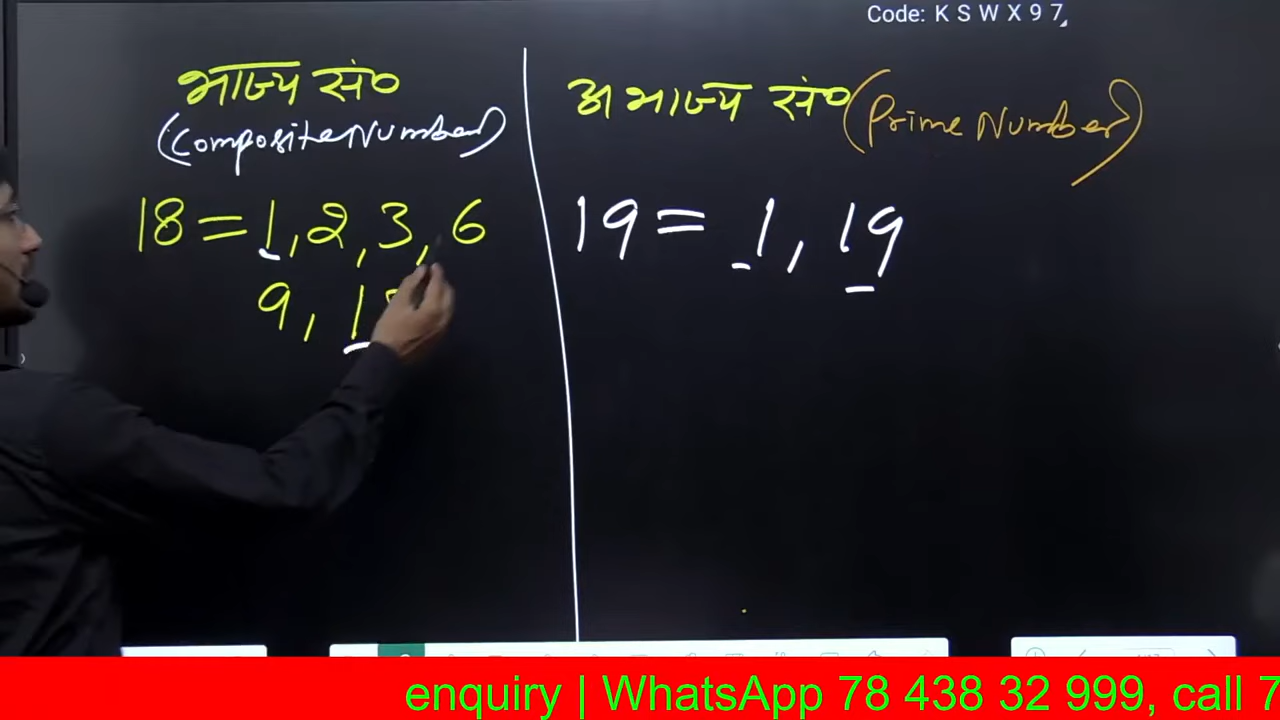 Code: K S W X 9 7
भाज्य सं०
(Composite Number)
18 = 1, 2, 3, 6
9, 1
अभाज्य सं० (Prime Number)
19 = 1, 19
enquiry | WhatsApp 78 438 32 999, call 7